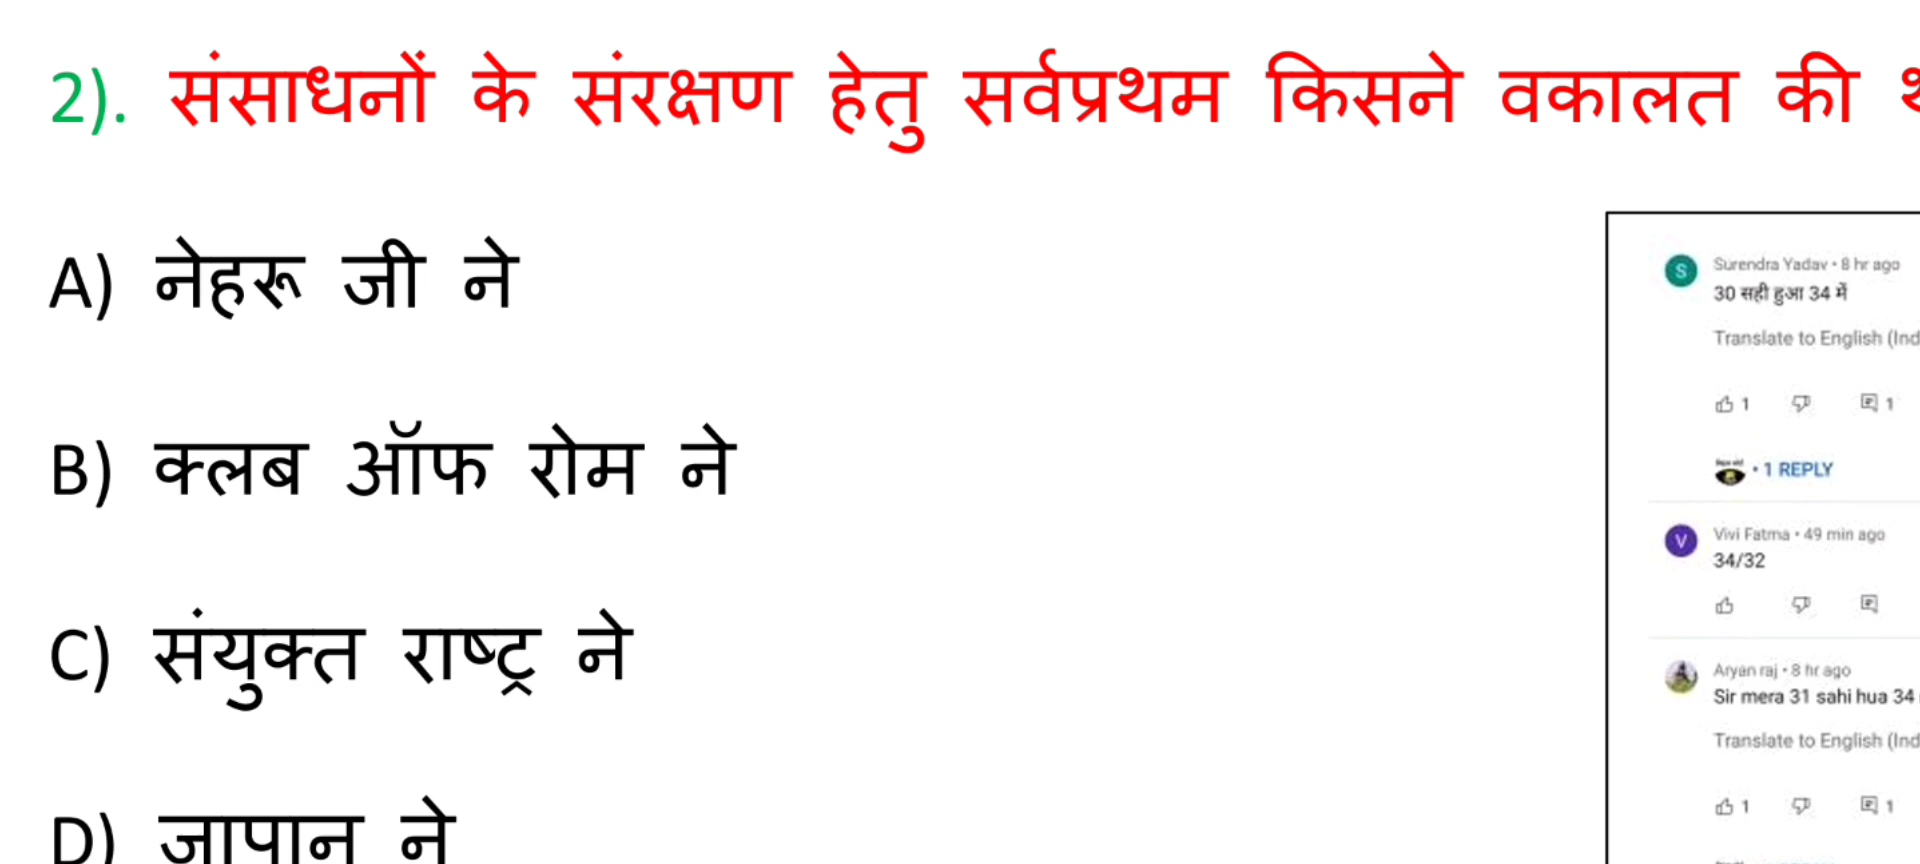 2). संसाधनों के संरक्षण हेतु सर्वप्रथम किसने वकालत की
A) नेहरू जी ने
B) क्लब ऑफ रोम ने
C) संयुक्त राष्ट्र ने
D) जापान ने
S
Surendra Yadav • 8 hr ago
30 सही हुआ 34 में
Translate to English (Ind
1 1
• 1 REPLY
V
Vivi Fatma • 49 min ago
34/32
Aryan raj • 8 hr ago
Sir mera 31 sahi hua 34
Translate to English (Ind
1 1